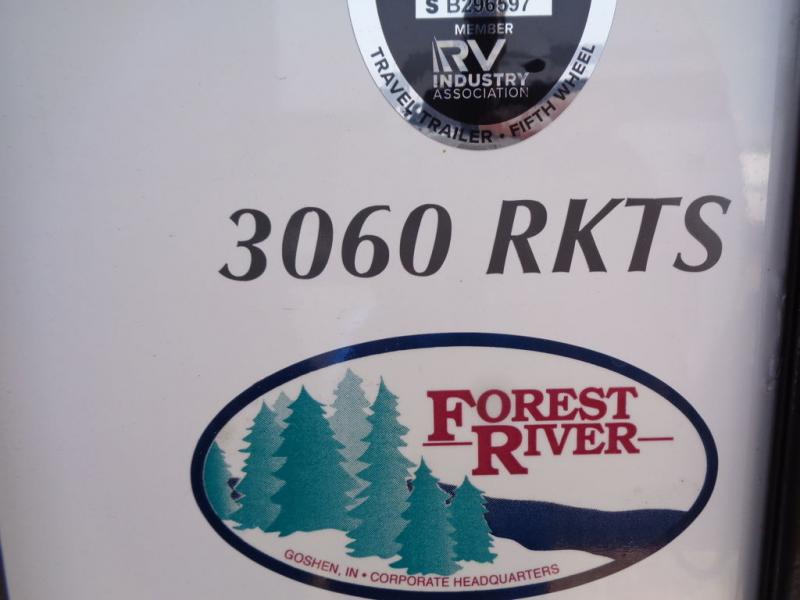 S B296597
MEMBER
RV
INDUSTRY
ASSOCIATION
TRAVEL TRAILER • FIFTH WHEEL
3060 RKTS
FOREST
RIVER
GOSHEN, IN • CORPORATE HEADQUARTERS